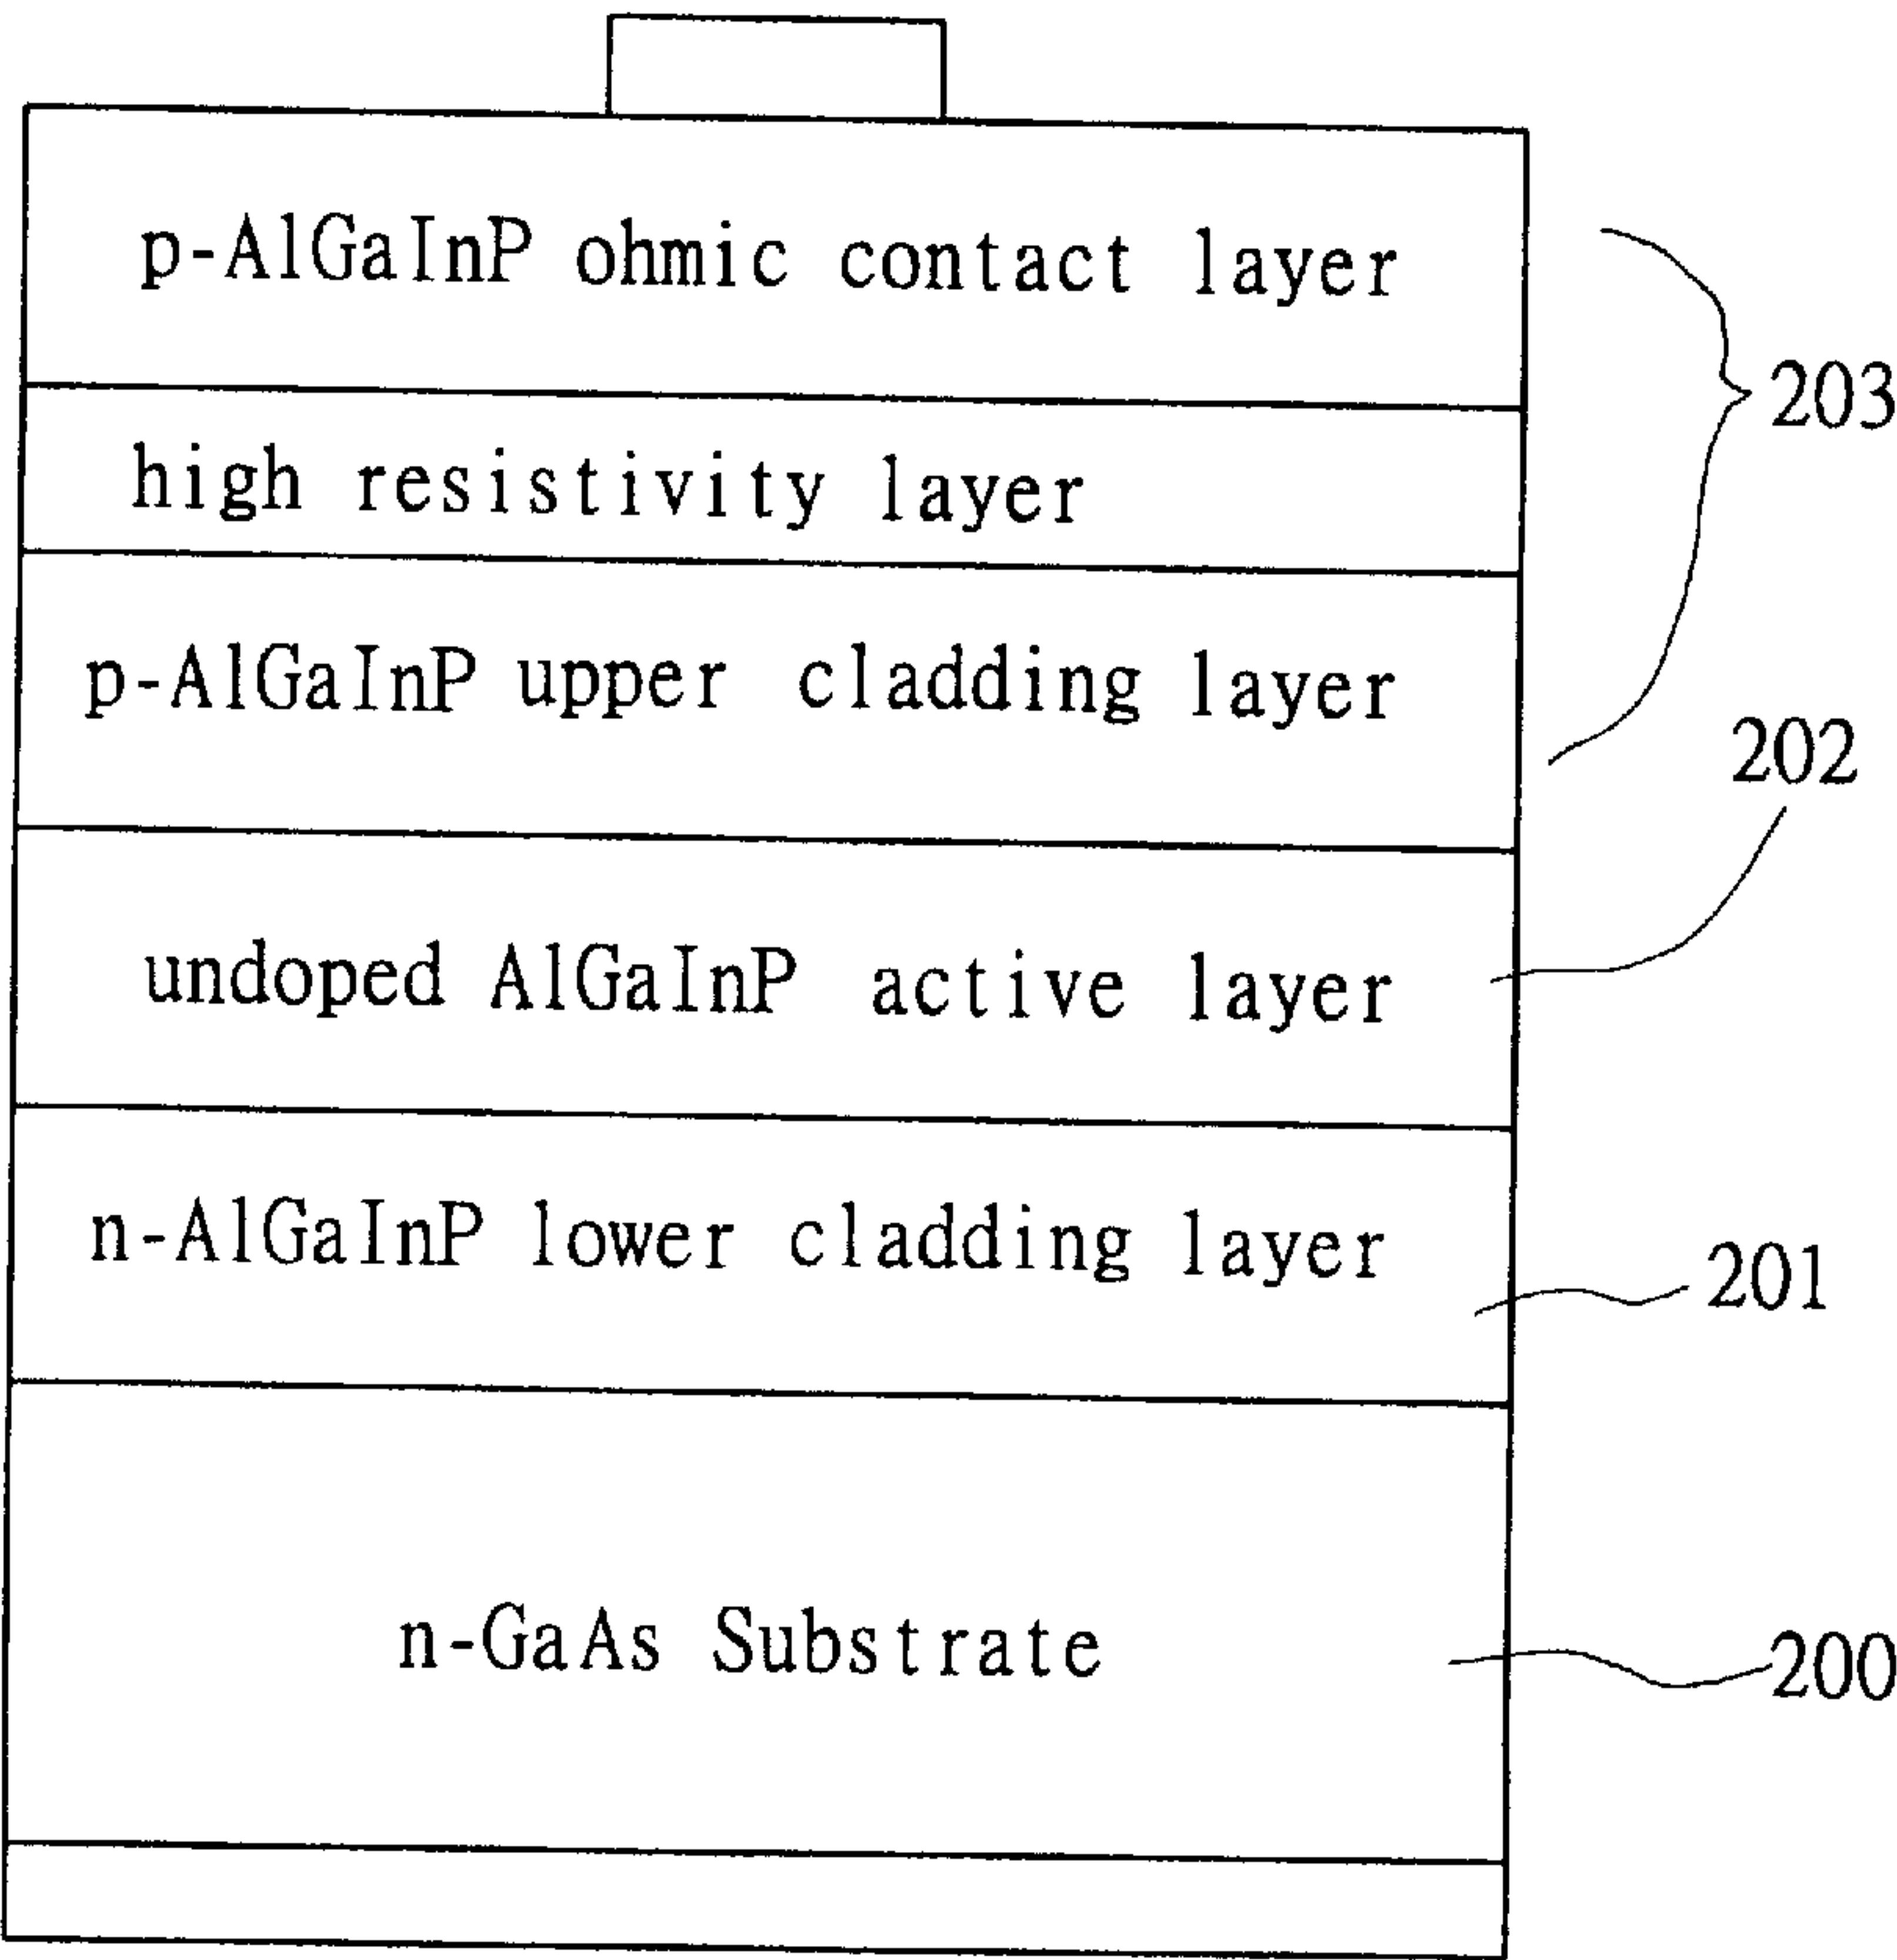 p-AlGaInP ohmic contact layer
203
high resistivity layer
p-AlGaInP upper cladding layer
202
undoped AlGaInP active layer
n-AlGaInP lower cladding layer
201
n-GaAs Substrate
200